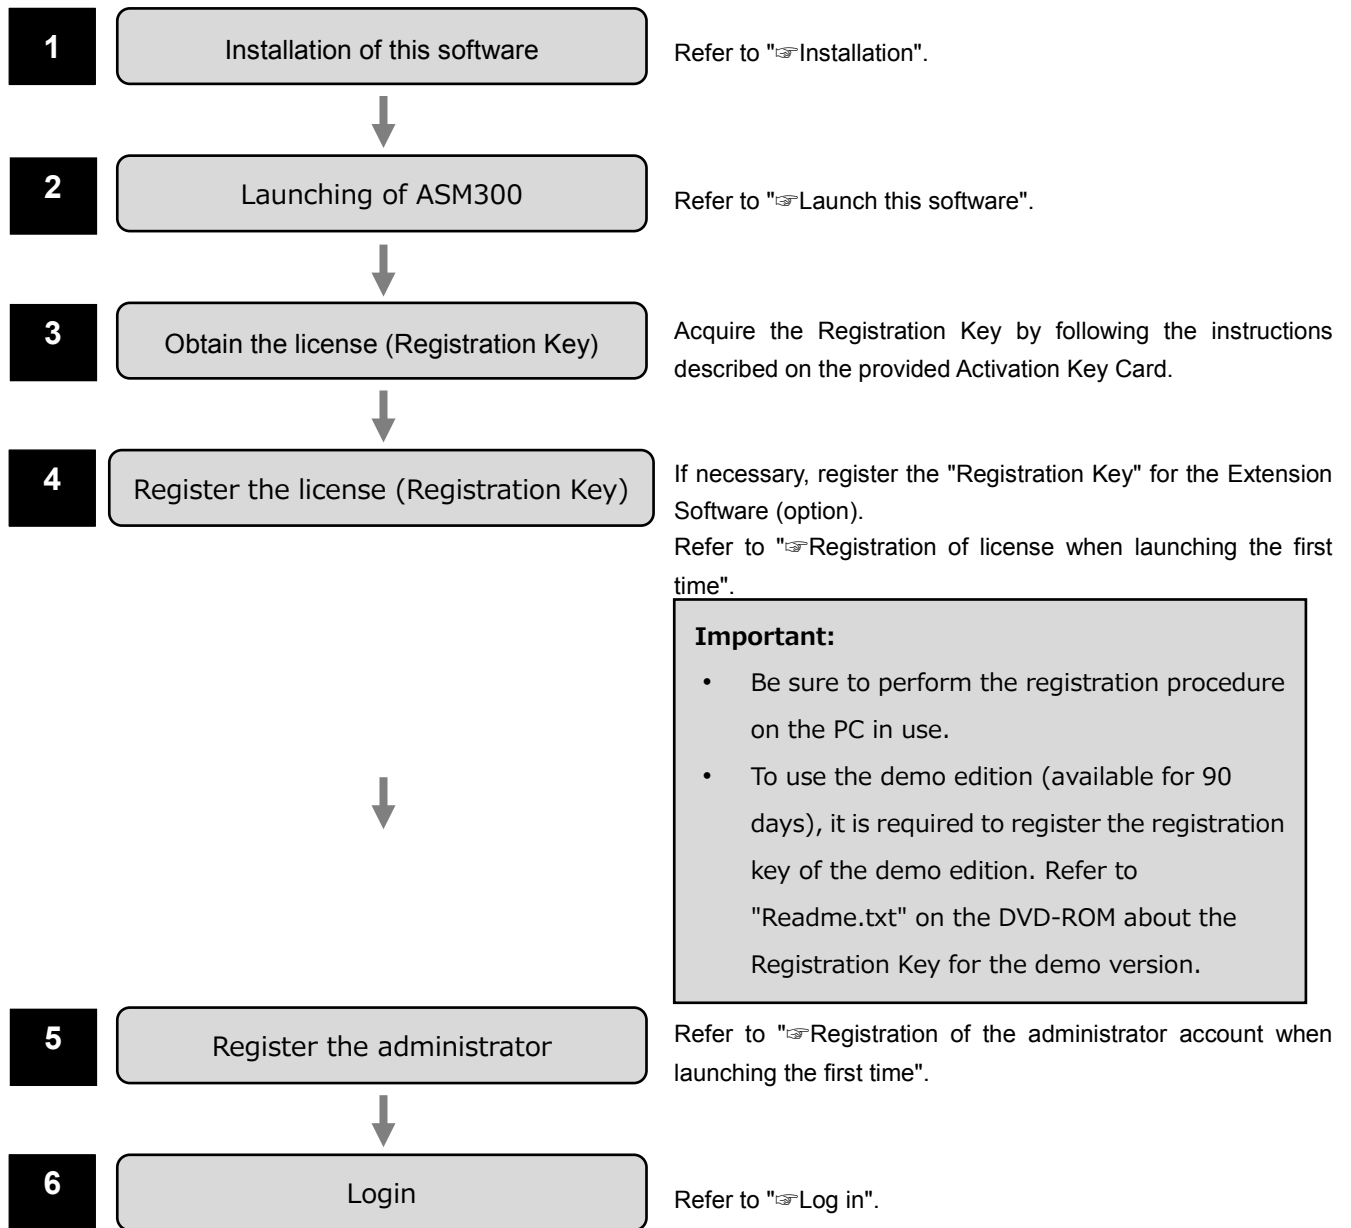 1
Installation of this software
Refer to "☞Installation".
2
Launching of ASM300
Refer to "☞Launch this software".
3
Obtain the license (Registration Key)
Acquire the Registration Key by following the instructions
described on the provided Activation Key Card.
4
Register the license (Registration Key)
If necessary, register the "Registration Key" for the Extension
Software (option).
Refer to "☞Registration of license when launching the first
time".
Important:
• Be sure to perform the registration procedure
on the PC in use.
• To use the demo edition (available for 90
days), it is required to register the registration
key of the demo edition. Refer to
"Readme.txt" on the DVD-ROM about the
Registration Key for the demo version.
5
Register the administrator
Refer to "☞Registration of the administrator account when
launching the first time".
6
Login
Refer to "☞Log in".